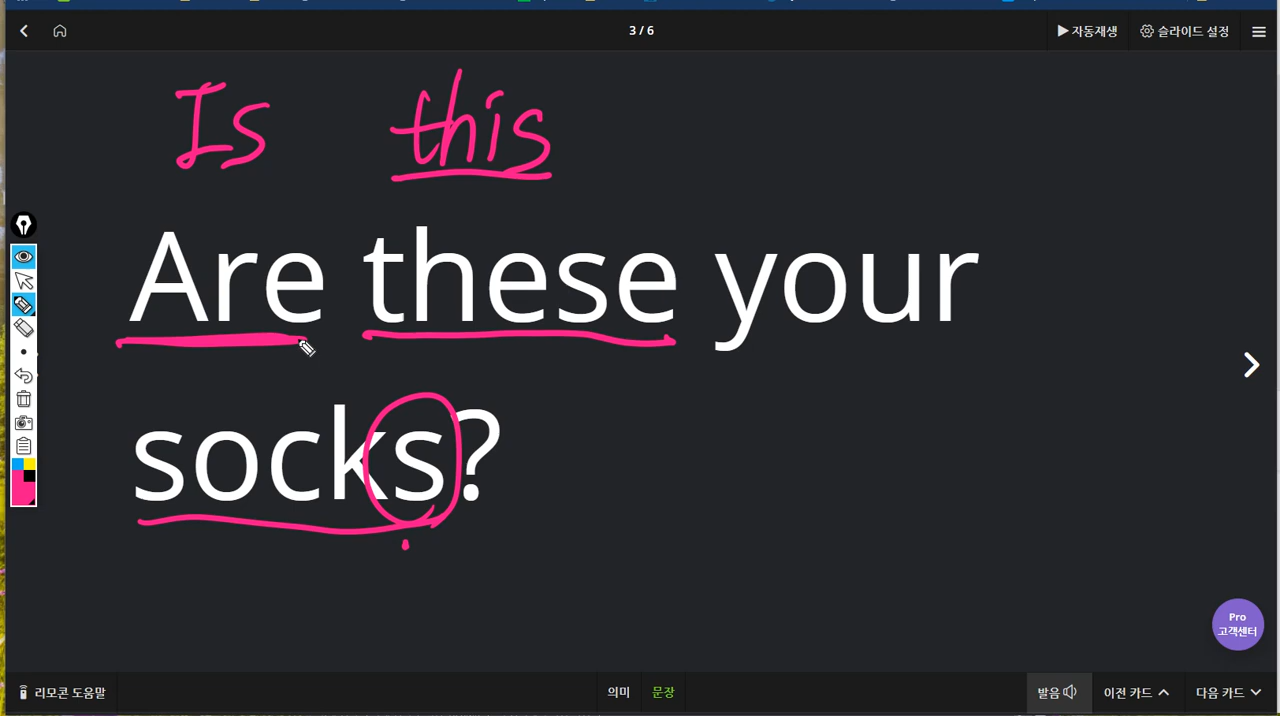 3 / 6
자동재생
슬라이드 설정
Is this
Are these your
socks?
Pro
고객센터
리모콘 도움말
의미
문장
발음
이전 카드
다음 카드